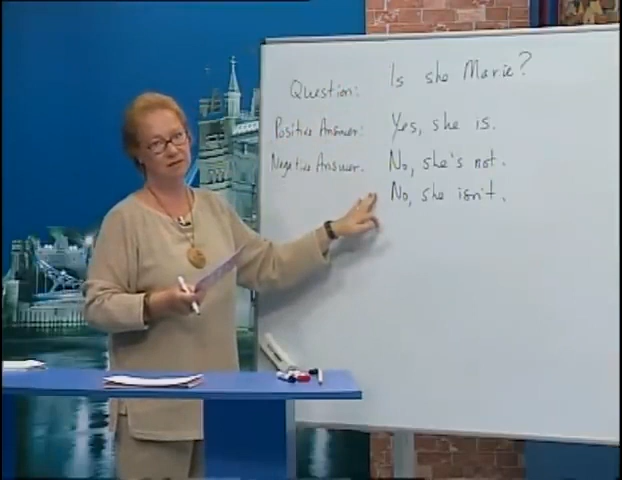 Question: Is she Marie?
Positive Answer: Yes, she is.
Negative Answer. No, she's not.
No, she isn't.